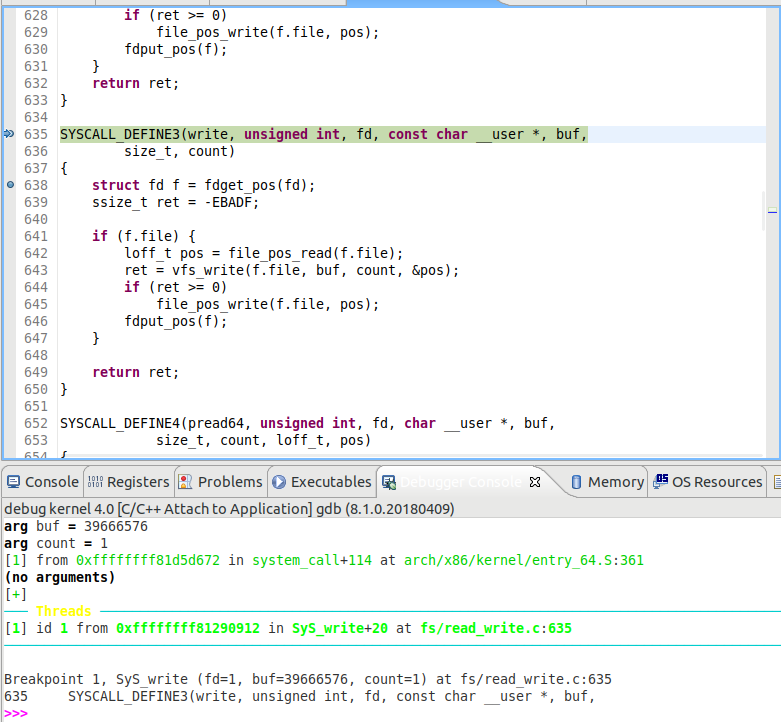 628         if (ret >= 0)
629             file_pos_write(f.file, pos);
630         fdput_pos(f);
631     }
632     return ret;
633 }
634
635 SYSCALL_DEFINE3(write, unsigned int, fd, const char __user *, buf,
636         size_t, count)
637 {
638     struct fd f = fdget_pos(fd);
639     ssize_t ret = -EBADF;
640
641     if (f.file) {
642         loff_t pos = file_pos_read(f.file);
643         ret = vfs_write(f.file, buf, count, &pos);
644         if (ret >= 0)
645             file_pos_write(f.file, pos);
646         fdput_pos(f);
647     }
648
649     return ret;
650 }
651
652 SYSCALL_DEFINE4(pread64, unsigned int, fd, char __user *, buf,
653             size_t, count, loff_t, pos)
654 {
Console Registers Problems Executables Debugger Console Memory OS Resources
debug kernel 4.0 [C/C++ Attach to Application] gdb (8.1.0.20180409)
arg buf = 39666576
arg count = 1
[1] from 0xffffffff81d5d672 in system_call+114 at arch/x86/kernel/entry_64.S:361
(no arguments)
[+]
Threads
[1] id 1 from 0xffffffff81290912 in SyS_write+20 at fs/read_write.c:635
Breakpoint 1, SyS_write (fd=1, buf=39666576, count=1) at fs/read_write.c:635
635     SYSCALL_DEFINE3(write, unsigned int, fd, const char __user *, buf,
>>>